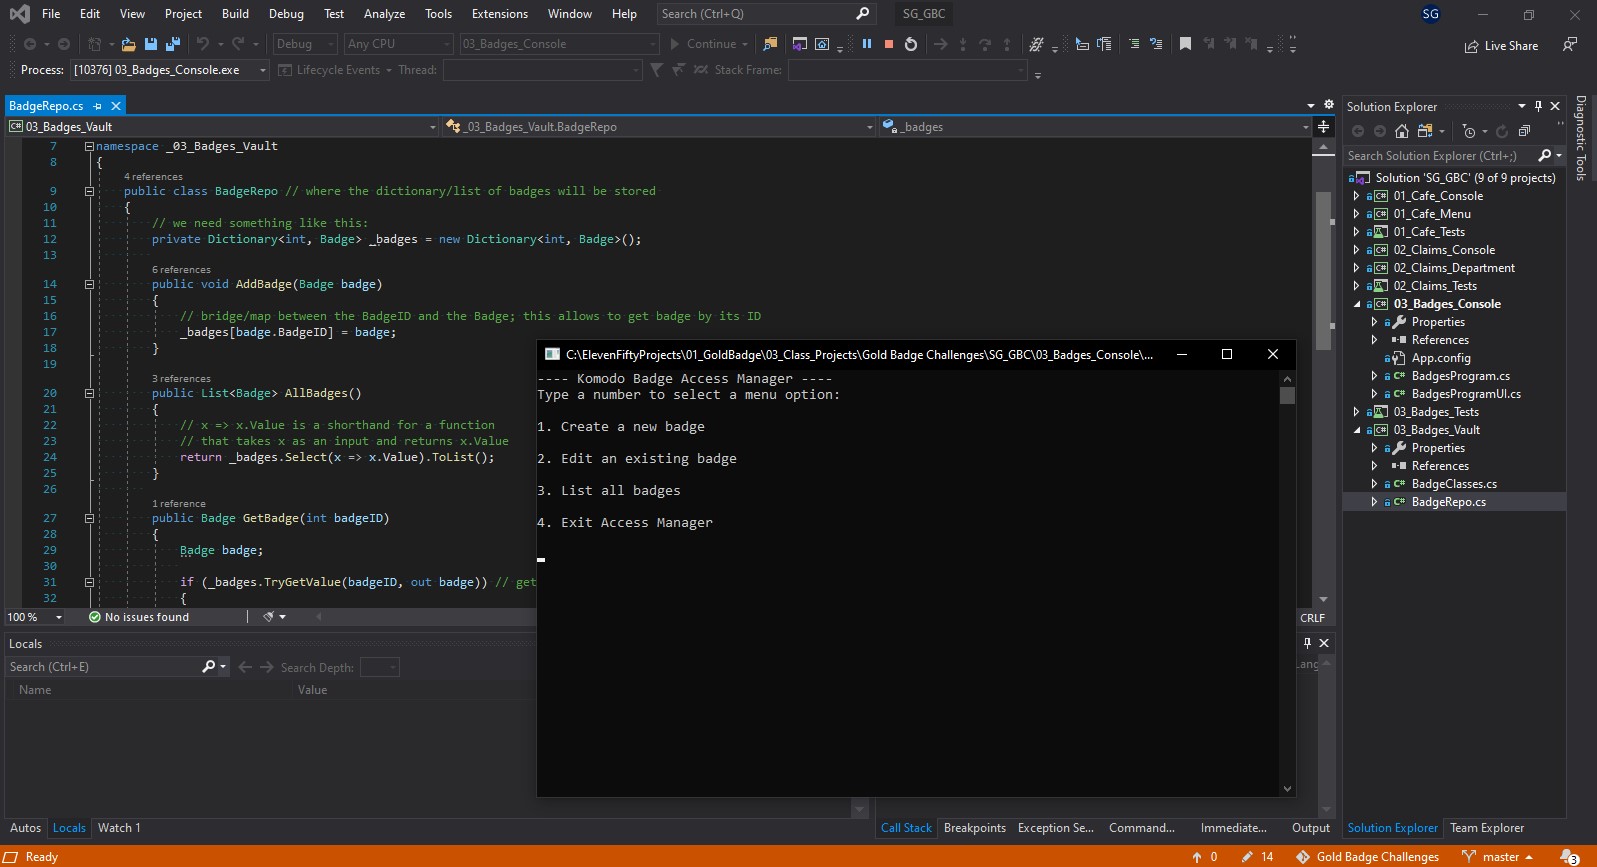 File Edit View Project Build Debug Test Analyze Tools Extensions Window Help Search (Ctrl+Q) SG_GBC SG
Debug Any CPU 03_Badges_Console Continue Live Share
Process: [10376] 03_Badges_Console.exe Lifecycle Events Thread: Stack Frame:
BadgeRepo.cs
03_Badges_Vault _03_Badges_Vault.BadgeRepo _badges
7 namespace _03_Badges_Vault
8 {
4 references
9 public class BadgeRepo // where the dictionary/list of badges will be stored
10 {
11 // we need something like this:
12 private Dictionary<int, Badge> _badges = new Dictionary<int, Badge>();
13
6 references
14 public void AddBadge(Badge badge)
15 {
16 // bridge/map between the BadgeID and the Badge; this allows to get badge by its ID
17 _badges[badge.BadgeID] = badge;
18 }
19
3 references
20 public List<Badge> AllBadges()
21 {
22 // x => x.Value is a shorthand for a function
23 // that takes x as an input and returns x.Value
24 return _badges.Select(x => x.Value).ToList();
25 }
26
1 reference
27 public Badge GetBadge(int badgeID)
28 {
29 Badge badge;
30
31 if (_badges.TryGetValue(badgeID, out badge)) // get
32 {
100 % No issues found CRLF
C:\ElevenFiftyProjects\01_GoldBadge\03_Class_Projects\Gold Badge Challenges\SG_GBC\03_Badges_Console\...
---- Komodo Badge Access Manager ----
Type a number to select a menu option:
1. Create a new badge
2. Edit an existing badge
3. List all badges
4. Exit Access Manager
Locals
Search (Ctrl+E) Search Depth: Lang
Name Value
Autos Locals Watch 1
Call Stack Breakpoints Exception Se... Command... Immediate... Output
Solution Explorer
Search Solution Explorer (Ctrl+;)
Solution 'SG_GBC' (9 of 9 projects)
C# 01_Cafe_Console
C# 01_Cafe_Menu
01_Cafe_Tests
C# 02_Claims_Console
C# 02_Claims_Department
02_Claims_Tests
C# 03_Badges_Console
Properties
References
App.config
C# BadgesProgram.cs
C# BadgesProgramUI.cs
03_Badges_Tests
C# 03_Badges_Vault
Properties
References
C# BadgeClasses.cs
C# BadgeRepo.cs
Solution Explorer Team Explorer
Diagnostic Tools
Ready 0 14 Gold Badge Challenges master 3